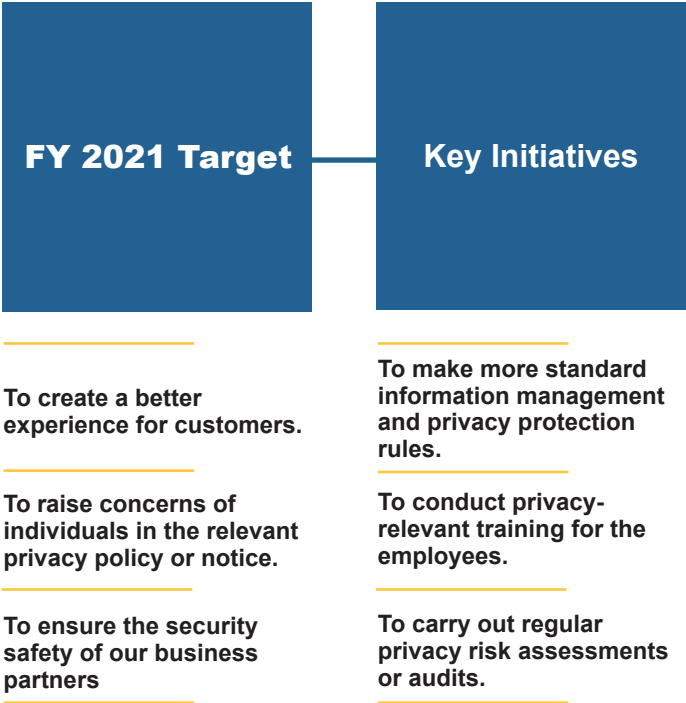 FY 2021 Target
Key Initiatives
To create a better
experience for customers.
To raise concerns of
individuals in the relevant
privacy policy or notice.
To ensure the security
safety of our business
partners
To make more standard
information management
and privacy protection
rules.
To conduct privacy-
relevant training for the
employees.
To carry out regular
privacy risk assessments
or audits.